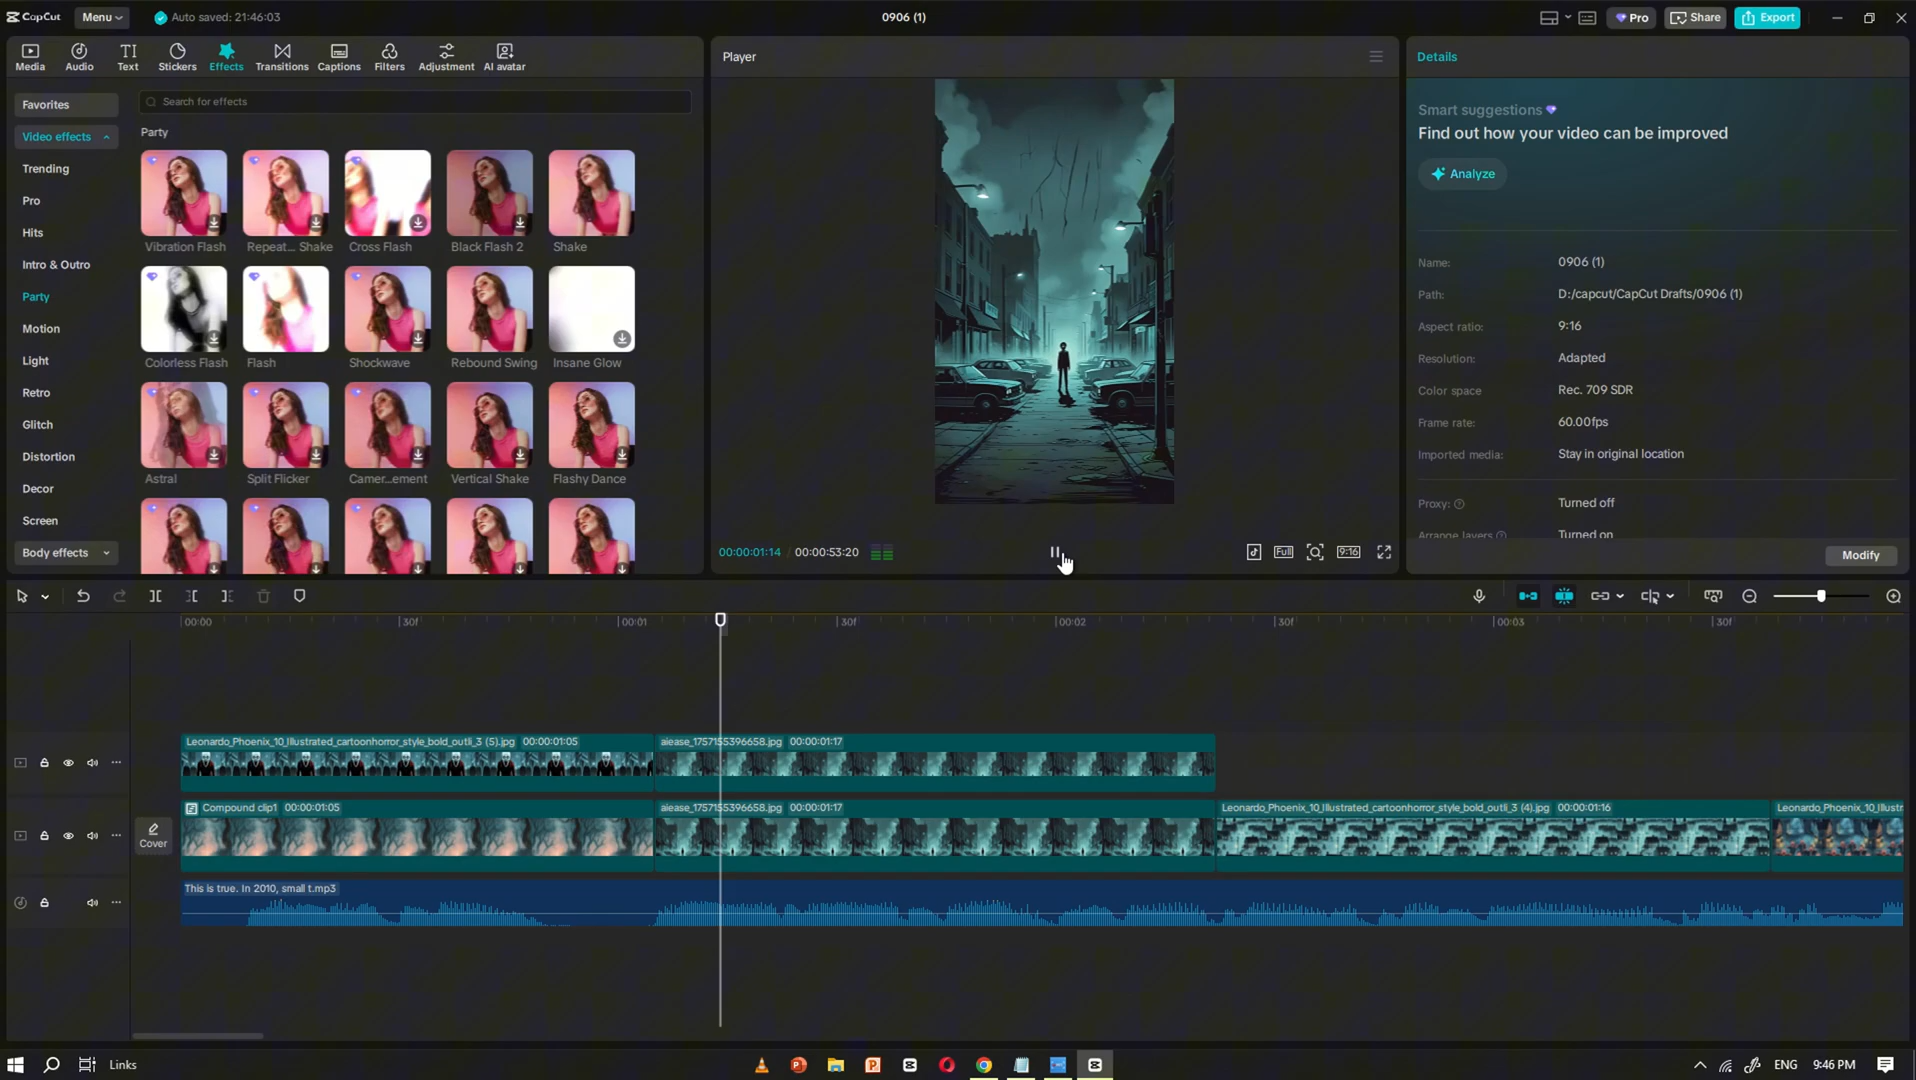 CapCut
Menu
Auto saved: 21:46:03
0906 (1)
Pro
Share
Export
Media
Audio
Text
Stickers
Effects
Transitions
Captions
Filters
Adjustment
AI avatar
Favorites
Video effects
Trending
Pro
Hits
Intro & Outro
Party
Motion
Light
Retro
Glitch
Distortion
Decor
Screen
Body effects
Search for effects
Party
Vibration Flash
Repeat... Shake
Cross Flash
Black Flash 2
Shake
Colorless Flash
Flash
Shockwave
Rebound Swing
Insane Glow
Astral
Split Flicker
Camer...ement
Vertical Shake
Flashy Dance
Player
00:00:01:14 / 00:00:53:20
Full
9:16
Details
Smart suggestions
Find out how your video can be improved
Analyze
Name: 0906 (1)
Path: D:/capcut/CapCut Drafts/0906 (1)
Aspect ratio: 9:16
Resolution: Adapted
Color space Rec. 709 SDR
Frame rate: 60.00fps
Imported media: Stay in original location
Proxy: Turned off
Arrange layers Turned on
Modify
00:00
30f
00:01
30f
00:02
30f
00:03
30f
Leonardo_Phoenix_10_Illustrated_cartoonhorror_style_bold_outli_3 (5).jpg 00:00:01:05
aiease_1757155396658.jpg 00:00:01:17
Cover
Compound clip1 00:00:01:05
aiease_1757155396658.jpg 00:00:01:17
Leonardo_Phoenix_10_Illustrated_cartoonhorror_style_bold_outli_3 (4).jpg 00:00:01:16
Leonardo_Phoenix_10_Illustr
This is true. In 2010, small t.mp3
Links
ENG
9:46 PM